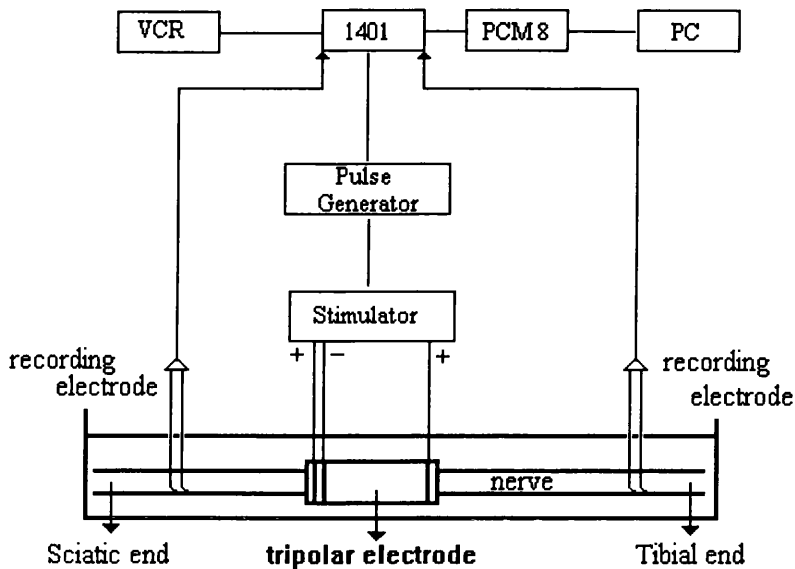 VCR
1401
PCM 8
PC
Pulse
Generator
Stimulator
+ − +
recording
electrode
recording
electrode
nerve
Sciatic end
tripolar electrode
Tibial end